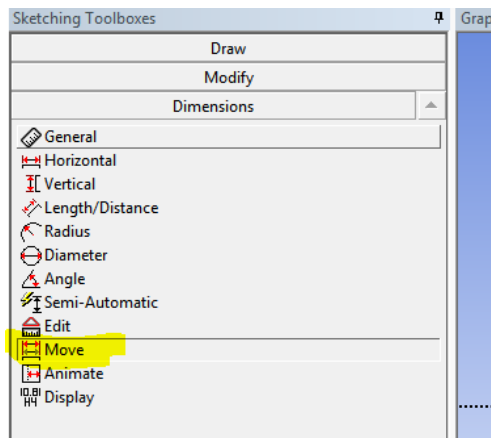 Sketching Toolboxes
Grap
Draw
Modify
Dimensions
General
Horizontal
Vertical
Length/Distance
Radius
Diameter
Angle
Semi-Automatic
Edit
Move
Animate
Display